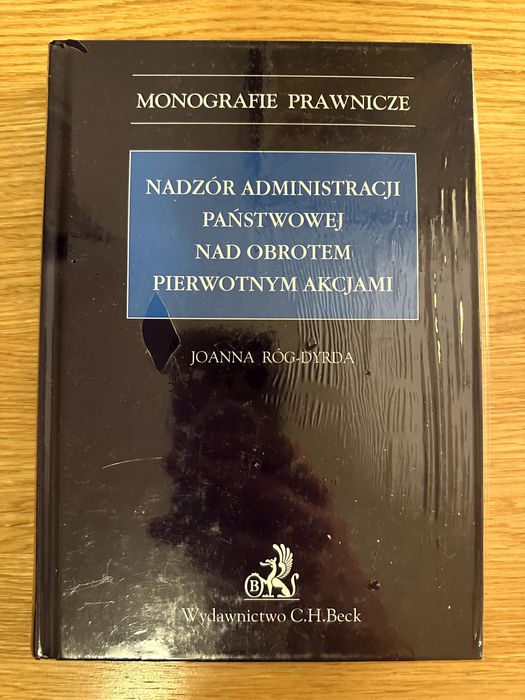 MONOGRAFIE PRAWNICZE
NADZÓR ADMINISTRACJI
PAŃSTWOWEJ
NAD OBROTEM
PIERWOTNYM AKCJAMI
JOANNA RÓG-DYRDA
B
Wydawnictwo C.H.Beck